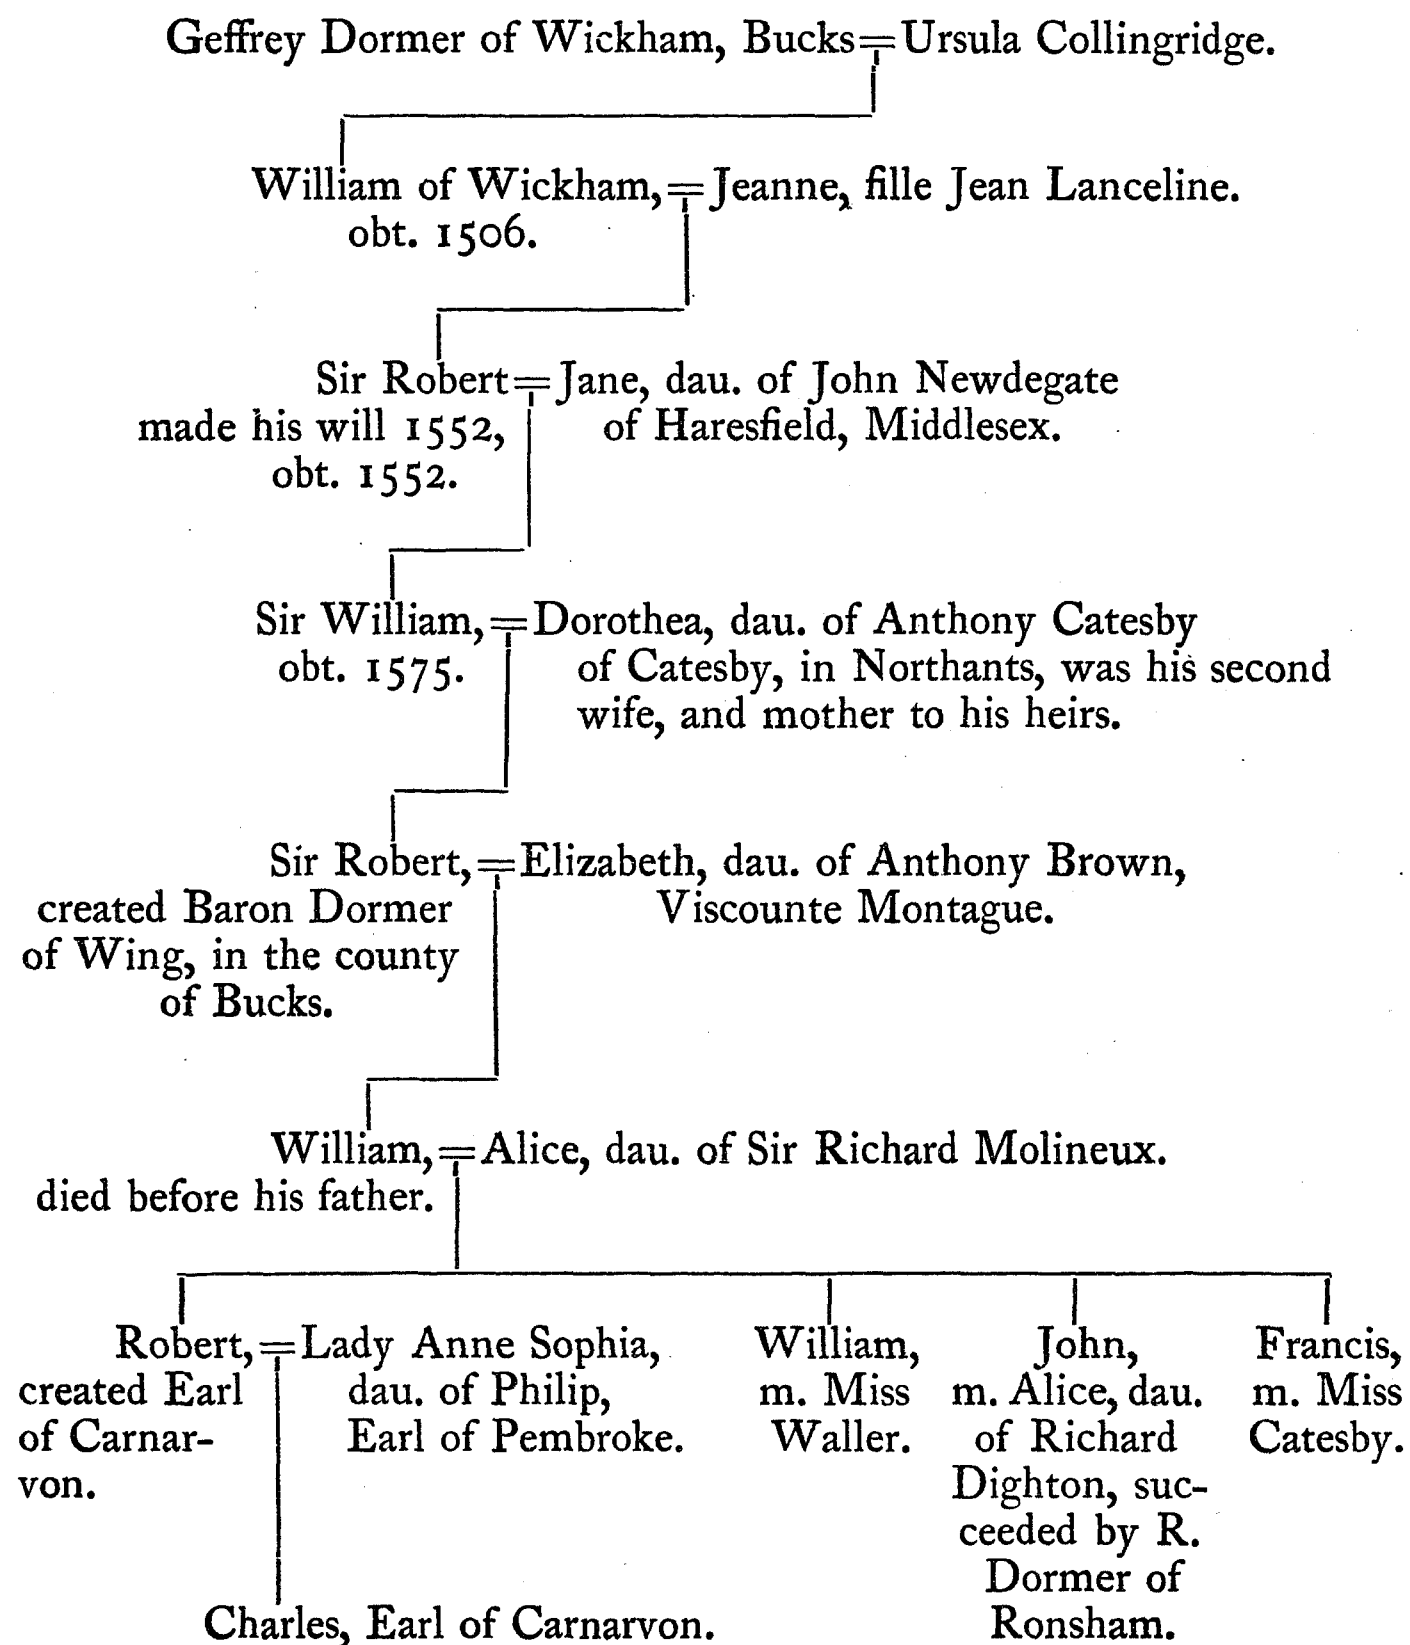 Geffrey Dormer of Wickham, Bucks=Ursula Collingridge.
William of Wickham,=Jeanne, fille Jean Lanceline.
obt. 1506.
Sir Robert=Jane, dau. of John Newdegate
made his will 1552, of Haresfield, Middlesex.
obt. 1552.
Sir William,=Dorothea, dau. of Anthony Catesby
obt. 1575. of Catesby, in Northants, was his second
wife, and mother to his heirs.
Sir Robert,=Elizabeth, dau. of Anthony Brown,
created Baron Dormer Viscounte Montague.
of Wing, in the county
of Bucks.
William,=Alice, dau. of Sir Richard Molineux.
died before his father.
Robert,=Lady Anne Sophia,
created Earl dau. of Philip,
of Carnar- Earl of Pembroke.
von.
William,
m. Miss
Waller.
John,
m. Alice, dau.
of Richard
Dighton, suc-
ceeded by R.
Dormer of
Ronsham.
Francis,
m. Miss
Catesby.
Charles, Earl of Carnarvon.